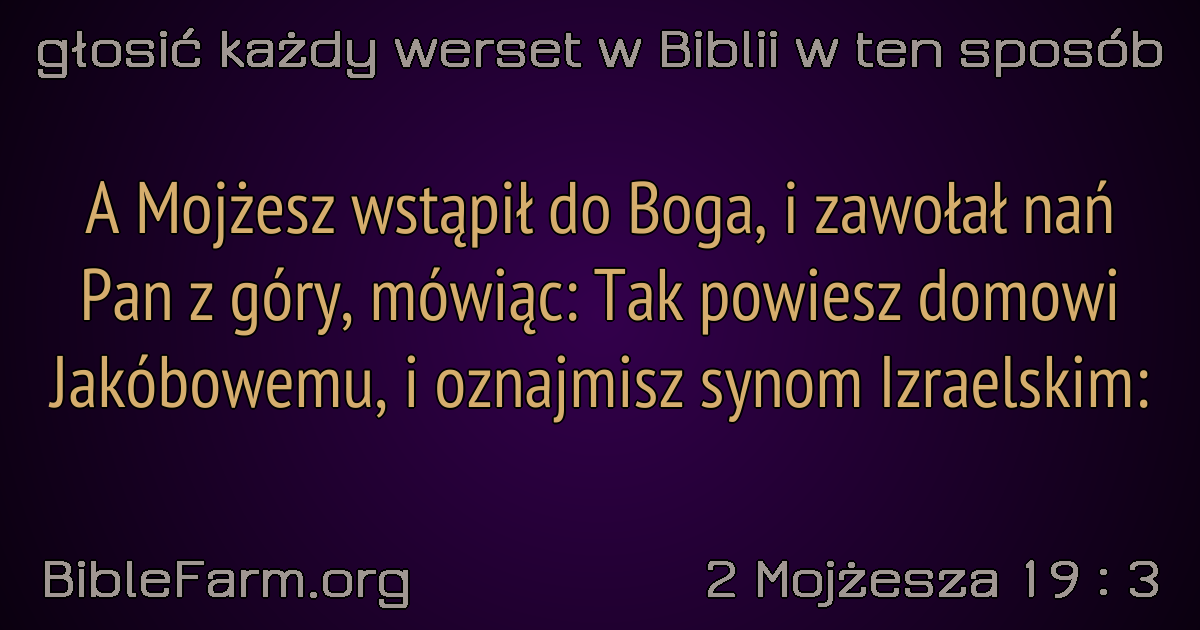 głosić każdy werset w Biblii w ten sposób
A Mojżesz wstąpił do Boga, i zawołał nań
Pan z góry, mówiąc: Tak powiesz domowi
Jakóbowemu, i oznajmisz synom Izraelskim:
BibleFarm.org
2 Mojżesza 19 : 3